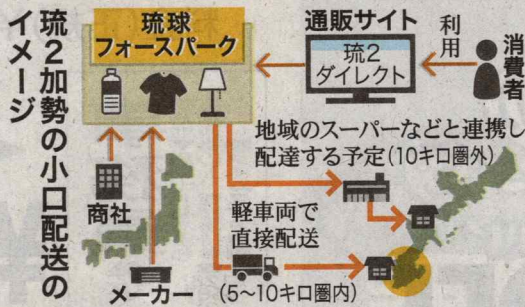 琉2加勢の小口配送の
イメージ
琉球
フォースパーク
通販サイト
琉2
ダイレクト
利用
消費者
地域のスーパーなどと連携し
配達する予定(10キロ圏外)
商社
メーカー
軽車両で
直接配送
(5〜10キロ圏内)